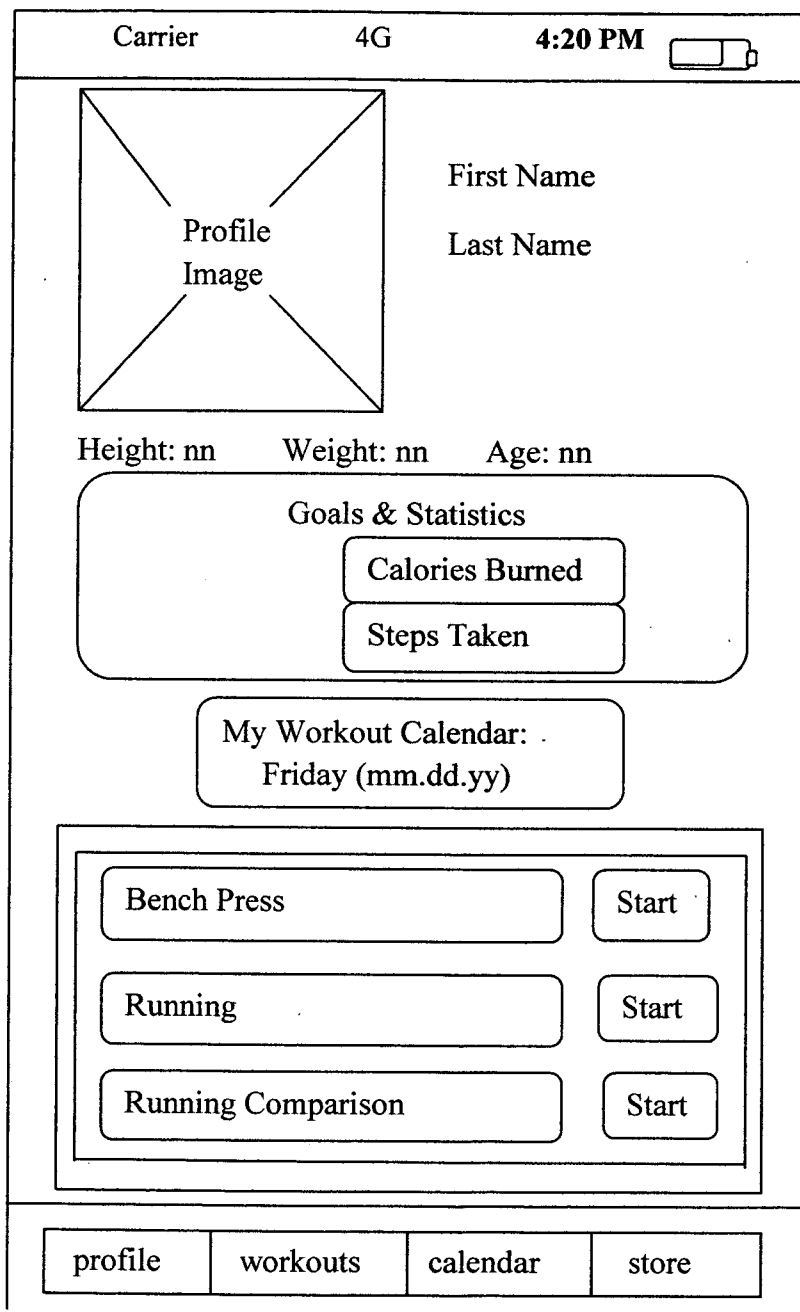 Carrier 4G 4:20 PM
Profile
Image
First Name
Last Name
Height: nn Weight: nn Age: nn
Goals & Statistics
Calories Burned
Steps Taken
My Workout Calendar:
Friday (mm.dd.yy)
Bench Press Start
Running Start
Running Comparison Start
profile workouts calendar store